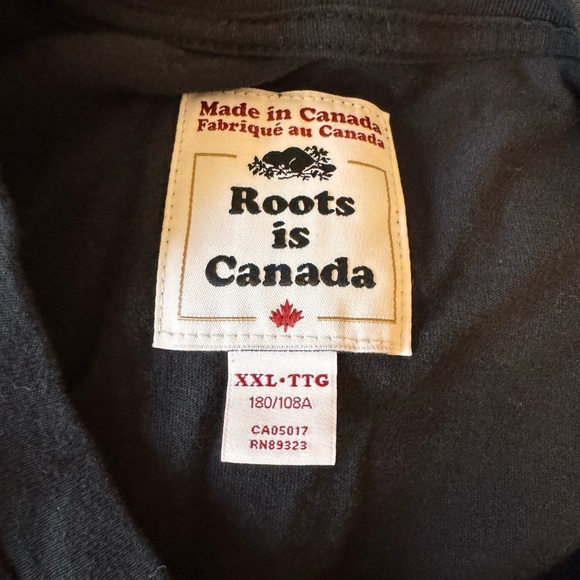 Made in Canada
Fabriqué au Canada
Roots
is
Canada
XXL•TTG
180/108A
CA05017
RN89323